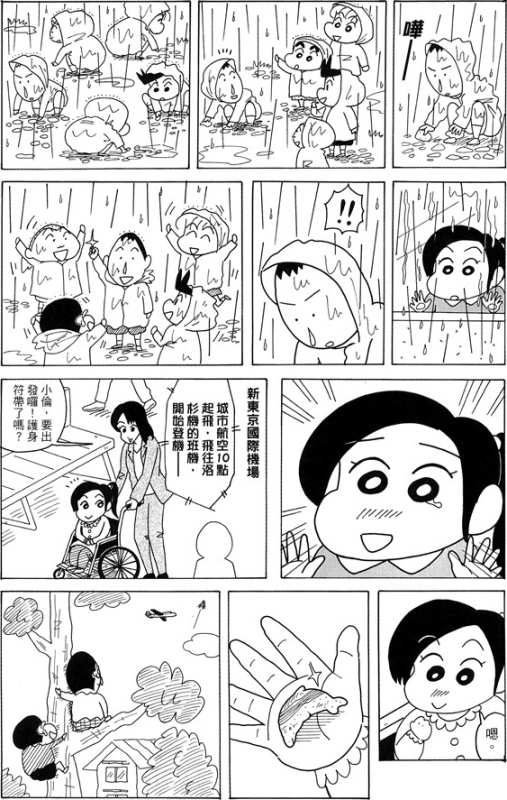 嘩——
!!
新東京國際機場
城市航空10點
起飛，飛往洛
杉機的班機，
開始登機——
小倫，要出
發囉！護身
符帶了嗎？
嗯。